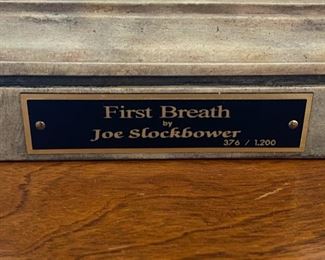 First Breath
by
Joe Slockbower
376 / 1,200